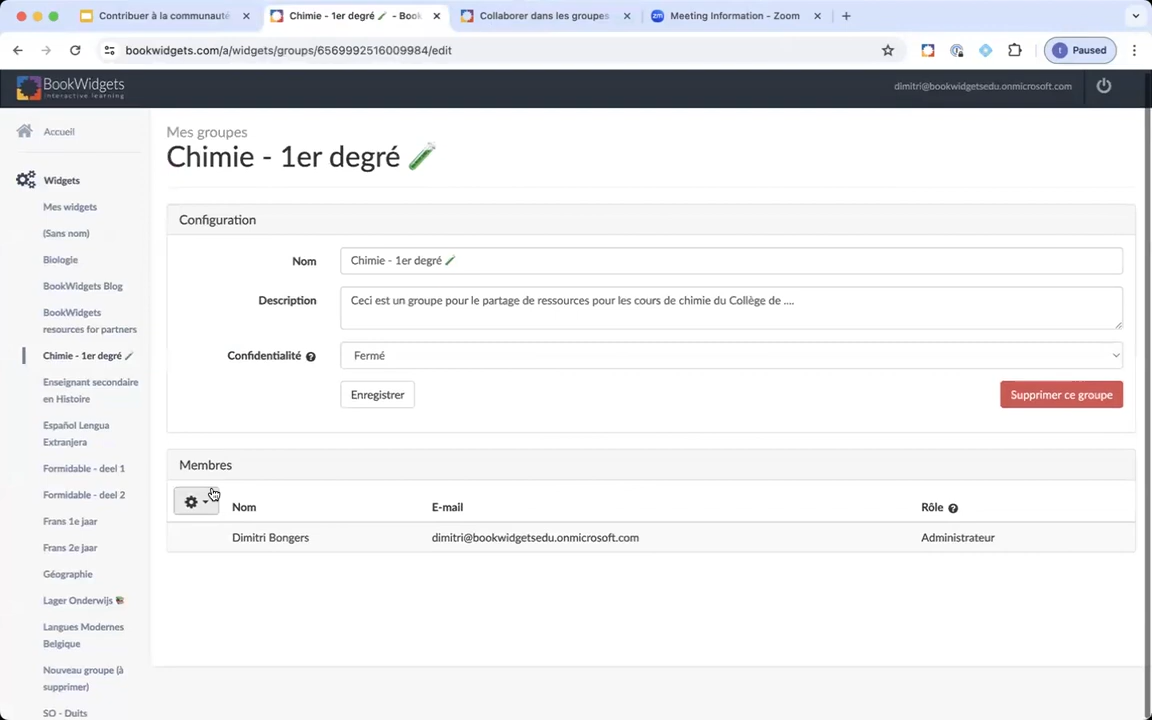 Contribuer à la communauté
Chimie - 1er degré - Book
Collaborer dans les groupes
zm Meeting Information - Zoom
bookwidgets.com/a/widgets/groups/6569992516009984/edit
t Paused
BookWidgets
interactive learning
dimitri@bookwidgetsedu.onmicrosoft.com
Accueil
Widgets
Mes widgets
(Sans nom)
Biologie
BookWidgets Blog
BookWidgets
resources for partners
Chimie - 1er degré
Enseignant secondaire
en Histoire
Español Lengua
Extranjera
Formidable - deel 1
Formidable - deel 2
Frans 1e jaar
Frans 2e jaar
Géographie
Lager Onderwijs
Langues Modernes
Belgique
Nouveau groupe (à
supprimer)
SO - Duits
Mes groupes
Chimie - 1er degré
Configuration
Nom
Chimie - 1er degré
Description
Ceci est un groupe pour le partage de ressources pour les cours de chimie du Collège de ....
Confidentialité ?
Fermé
Enregistrer
Supprimer ce groupe
Membres
Nom E-mail Rôle ?
Dimitri Bongers dimitri@bookwidgetsedu.onmicrosoft.com Administrateur